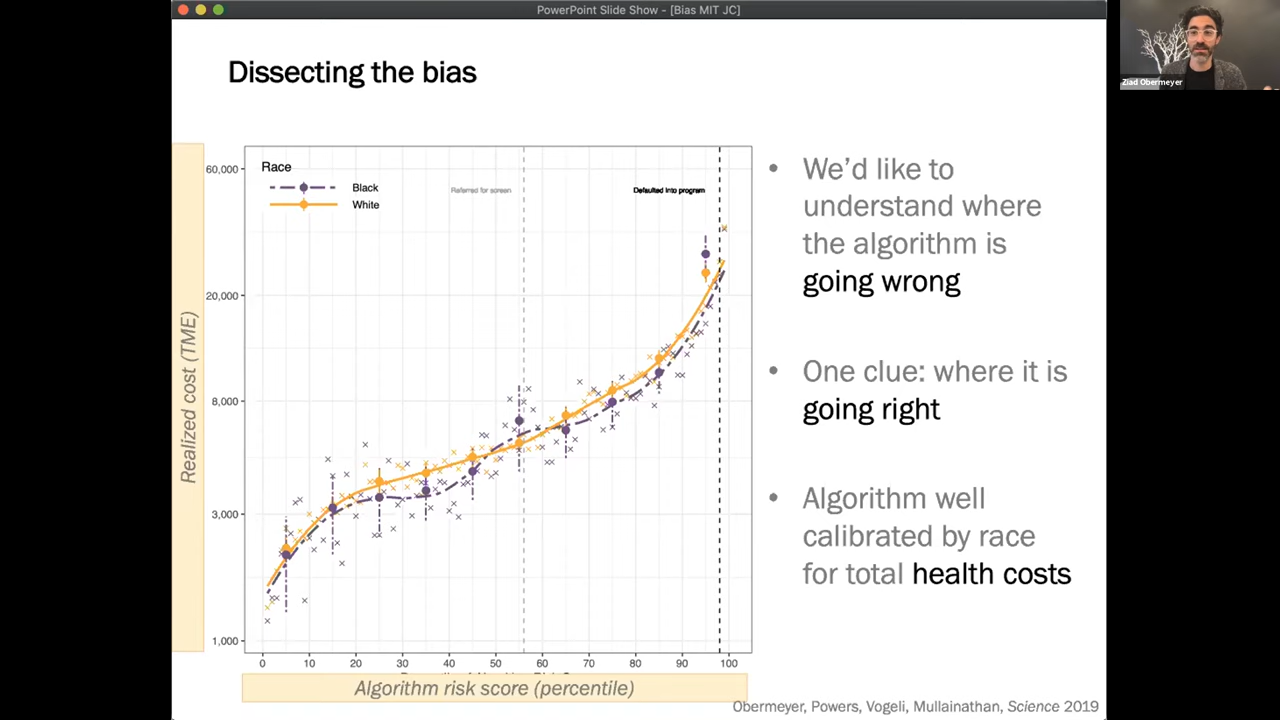 PowerPoint Slide Show - [Bias MIT JC]
Ziad Obermeyer
Dissecting the bias
Race
Black
White
Referred for screen
Defaulted into program
60,000
20,000
8,000
3,000
1,000
Realized cost (TME)
0 10 20 30 40 50 60 70 80 90 100
Algorithm risk score (percentile)
• We’d like to
understand where
the algorithm is
going wrong
• One clue: where it is
going right
• Algorithm well
calibrated by race
for total health costs
Obermeyer, Powers, Vogeli, Mullainathan, Science 2019